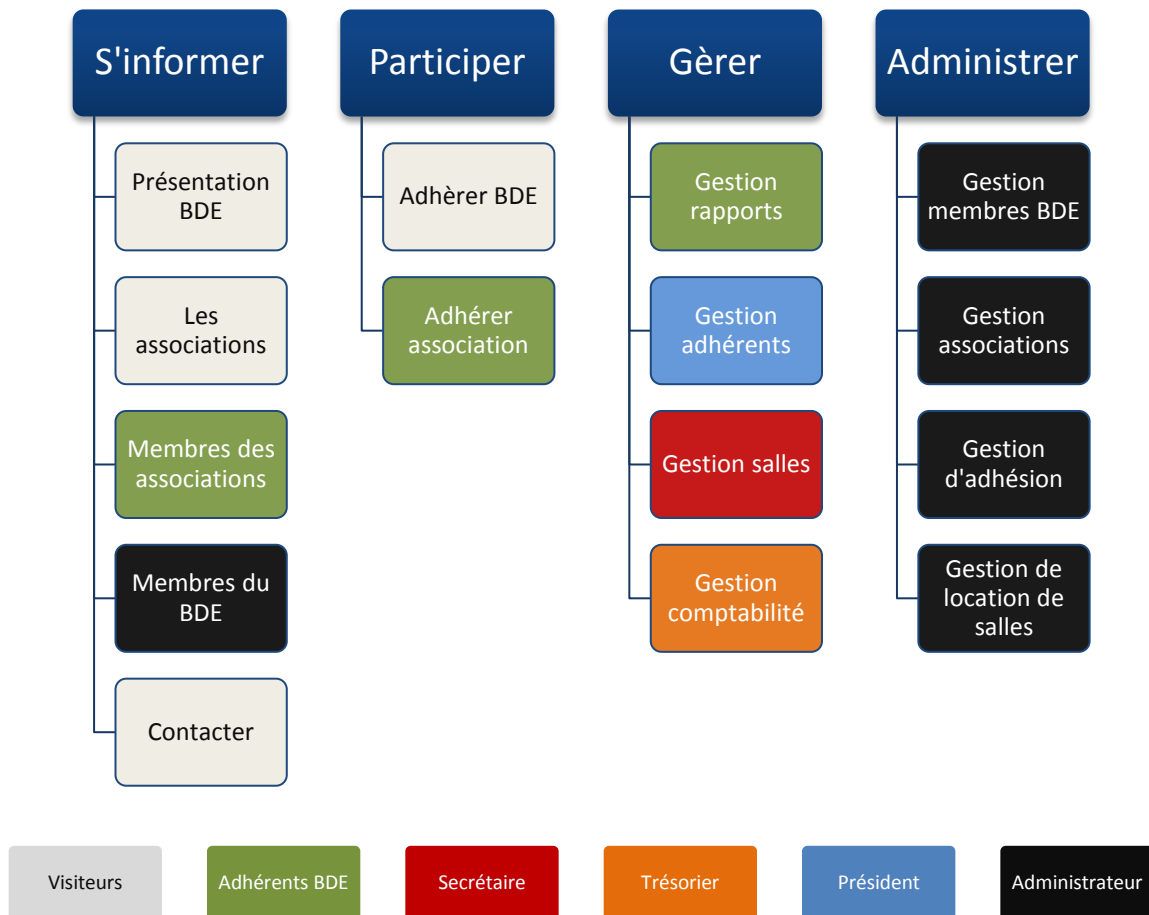 S'informer
Présentation
BDE
Les
associations
Membres des
associations
Membres du
BDE
Contacter
Participer
Adhèrer BDE
Adhérer
association
Gèrer
Gestion
rapports
Gestion
adhérents
Gestion salles
Gestion
comptabilité
Administrer
Gestion
membres BDE
Gestion
associations
Gestion
d'adhésion
Gestion de
location de
salles
Visiteurs
Adhérents BDE
Secrétaire
Trésorier
Président
Administrateur